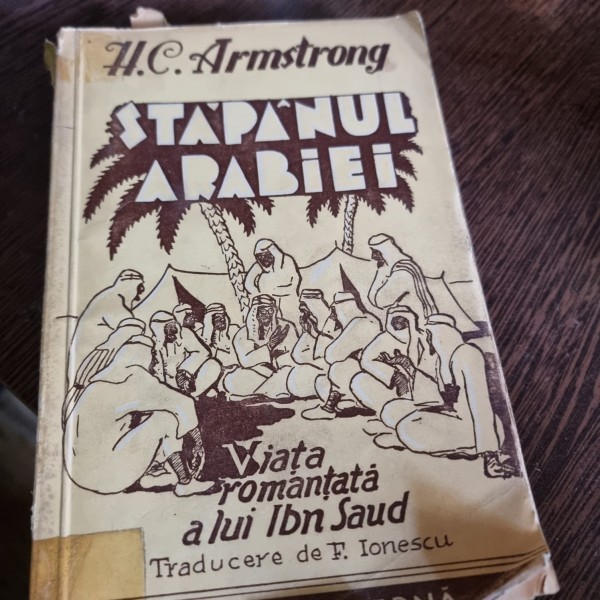 H.C. Armstrong
STĂPÂNUL
ARABIEI
Viața
romanțată
a lui Ibn Saud
Traducere de F. Ionescu